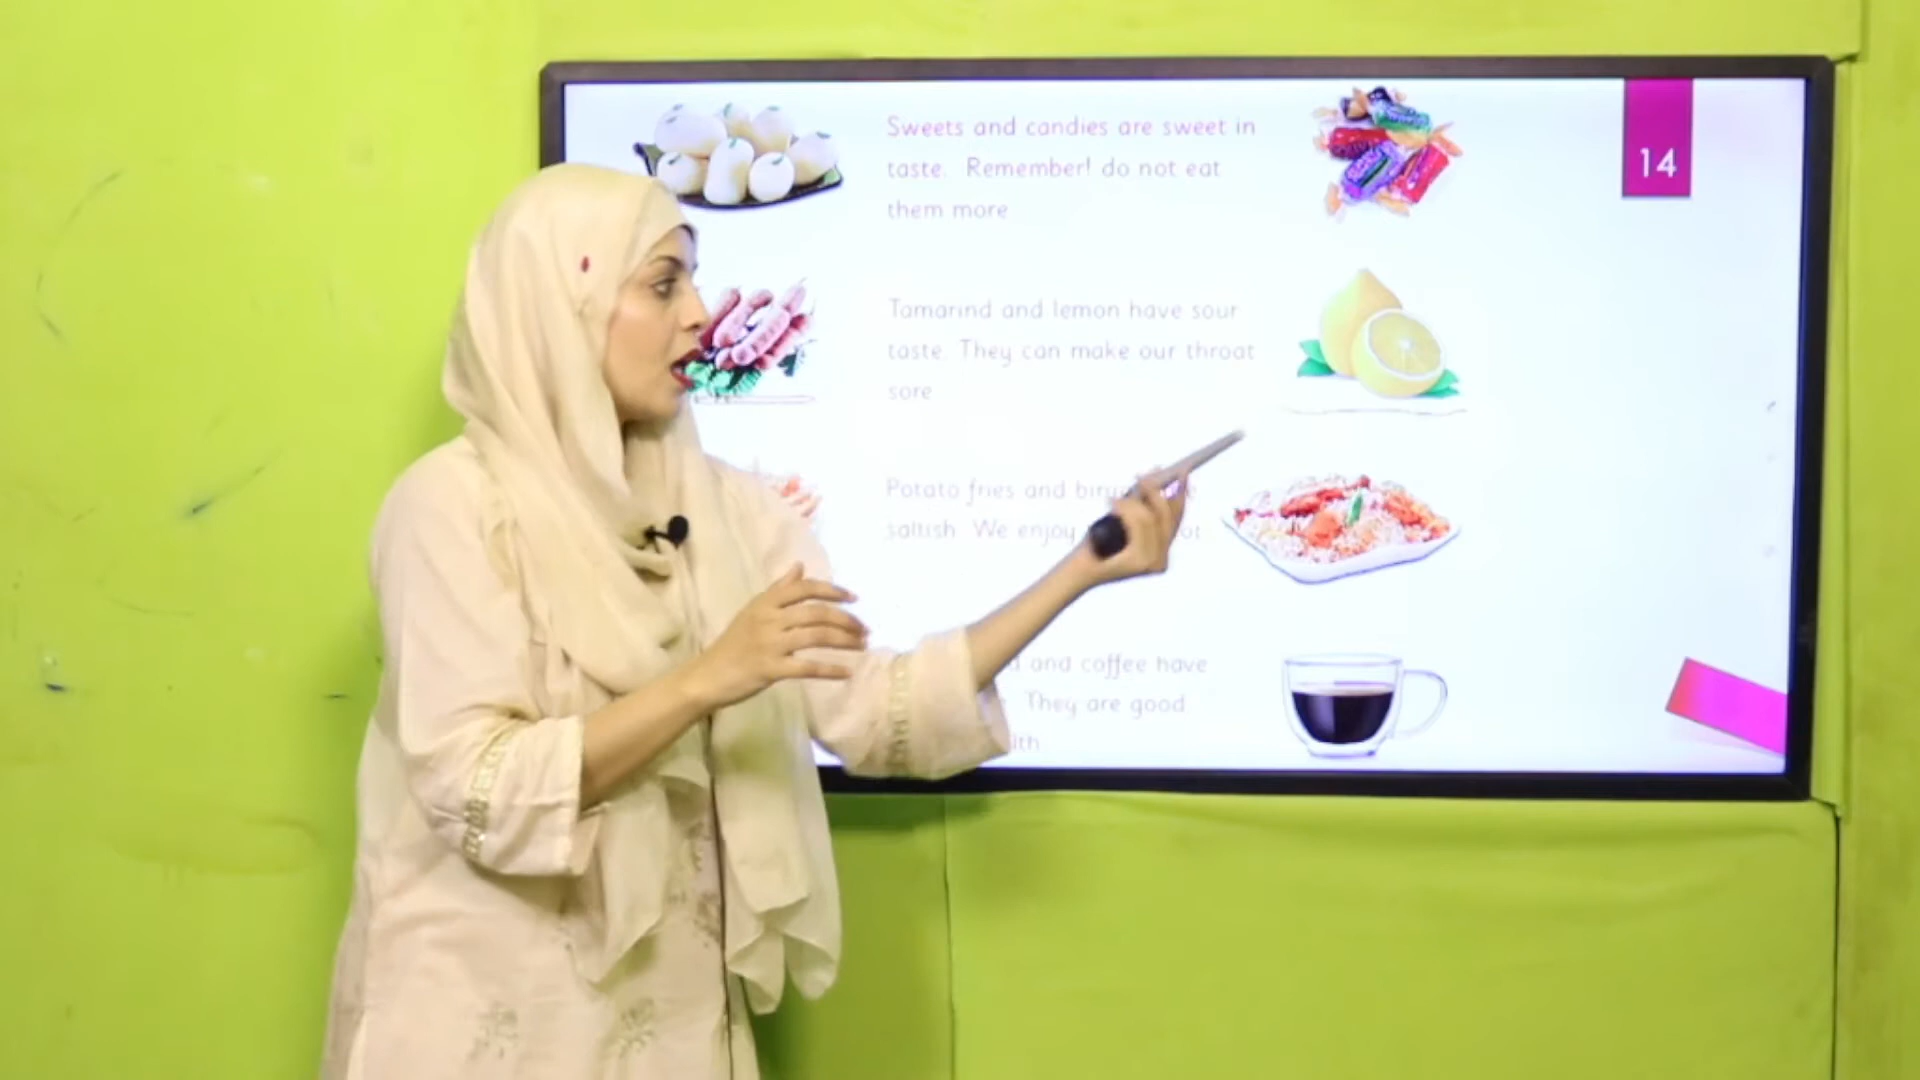 Sweets and candies are sweet in
taste. Remember! do not eat
them more
14
Tamarind and lemon have sour
taste. They can make our throat
sore
Potato fries and
saltish. We enjoy
and coffee have
They are good